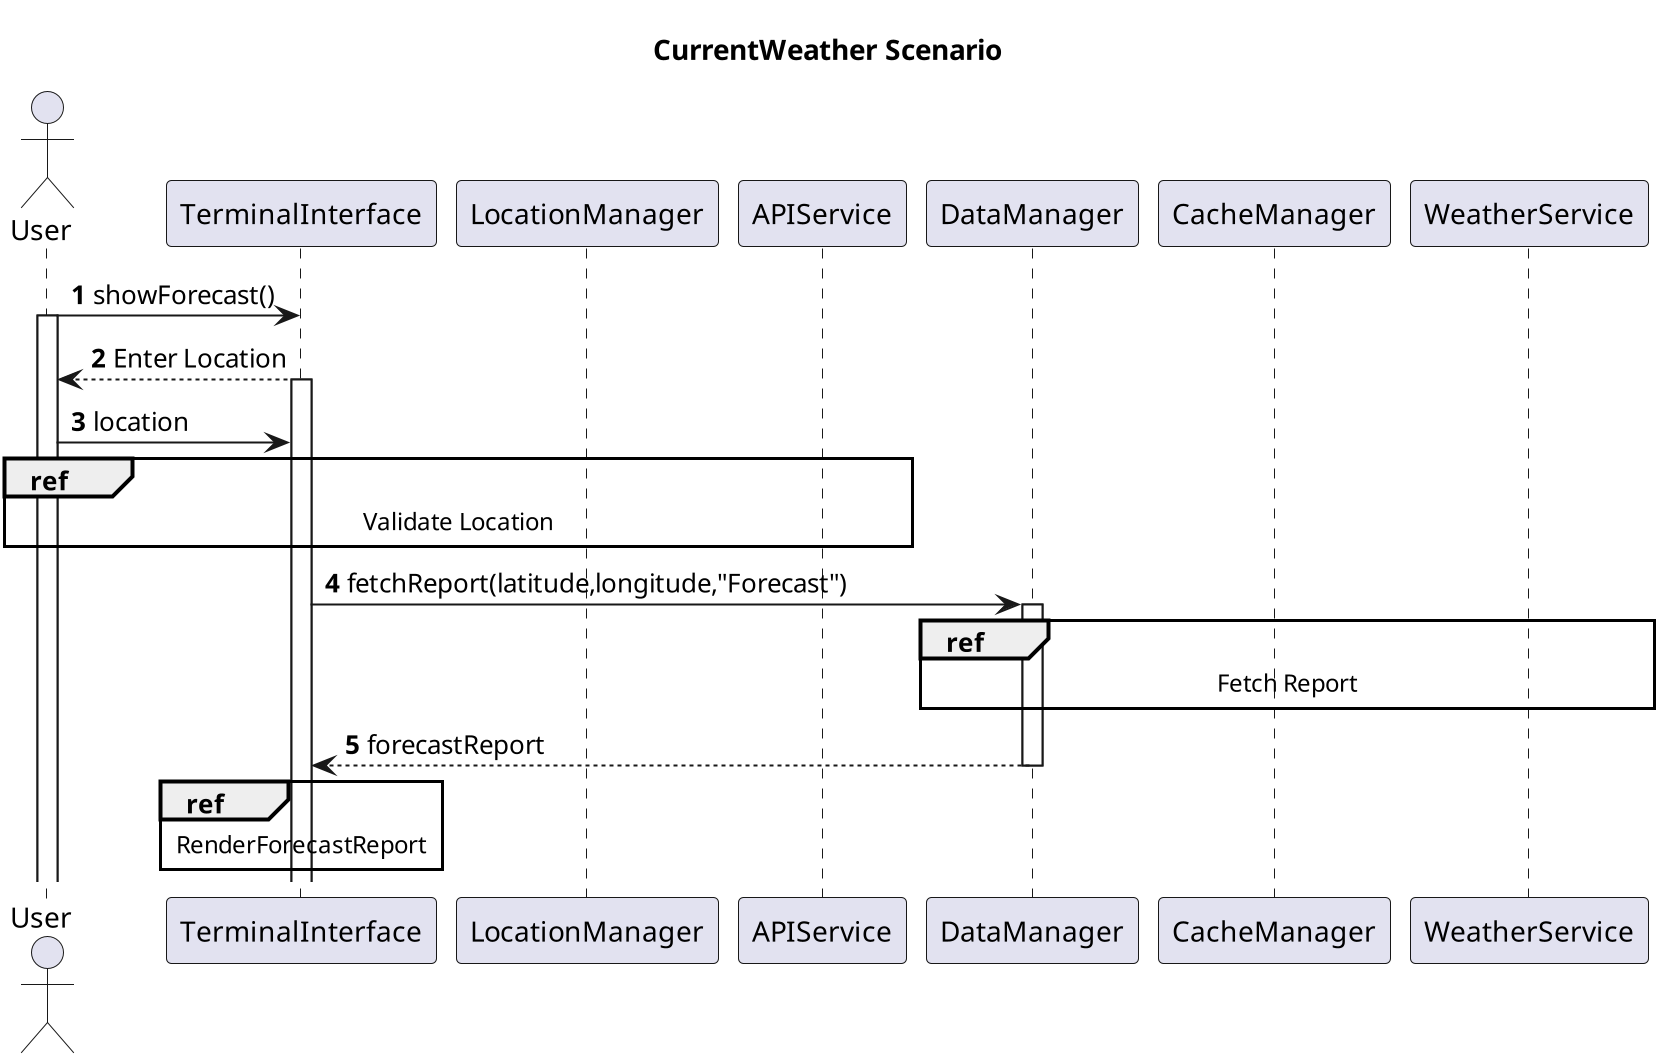 CurrentWeather Scenario
User
TerminalInterface
LocationManager
APIService
DataManager
CacheManager
WeatherService
1 showForecast()
2 Enter Location
3 location
ref
Validate Location
4 fetchReport(latitude,longitude,"Forecast")
ref
Fetch Report
5 forecastReport
ref
RenderForecastReport
User
TerminalInterface
LocationManager
APIService
DataManager
CacheManager
WeatherService